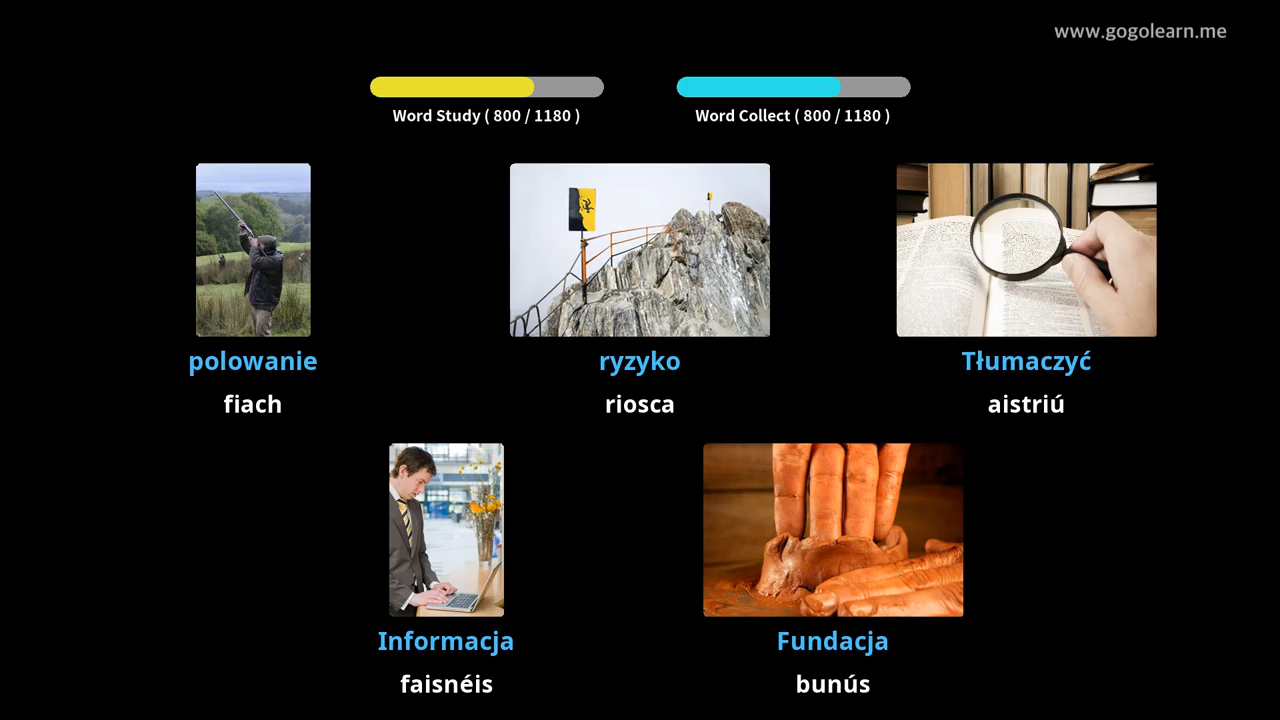 www.gogolearn.me
Word Study ( 800 / 1180 )
Word Collect ( 800 / 1180 )
polowanie
fiach
ryzyko
riosca
Tłumaczyć
aistriú
Informacja
faisnéis
Fundacja
bunús